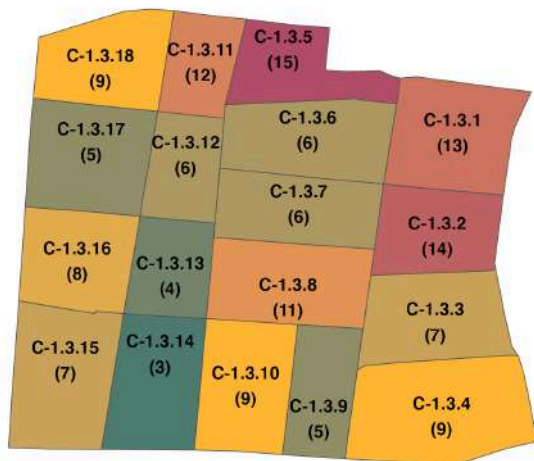 C-1.3.18
(9)
C-1.3.11
(12)
C-1.3.5
(15)
C-1.3.1
(13)
C-1.3.17
(5)
C-1.3.12
(6)
C-1.3.6
(6)
C-1.3.7
(6)
C-1.3.2
(14)
C-1.3.16
(8)
C-1.3.13
(4)
C-1.3.8
(11)
C-1.3.3
(7)
C-1.3.15
(7)
C-1.3.14
(3)
C-1.3.10
(9)
C-1.3.9
(5)
C-1.3.4
(9)